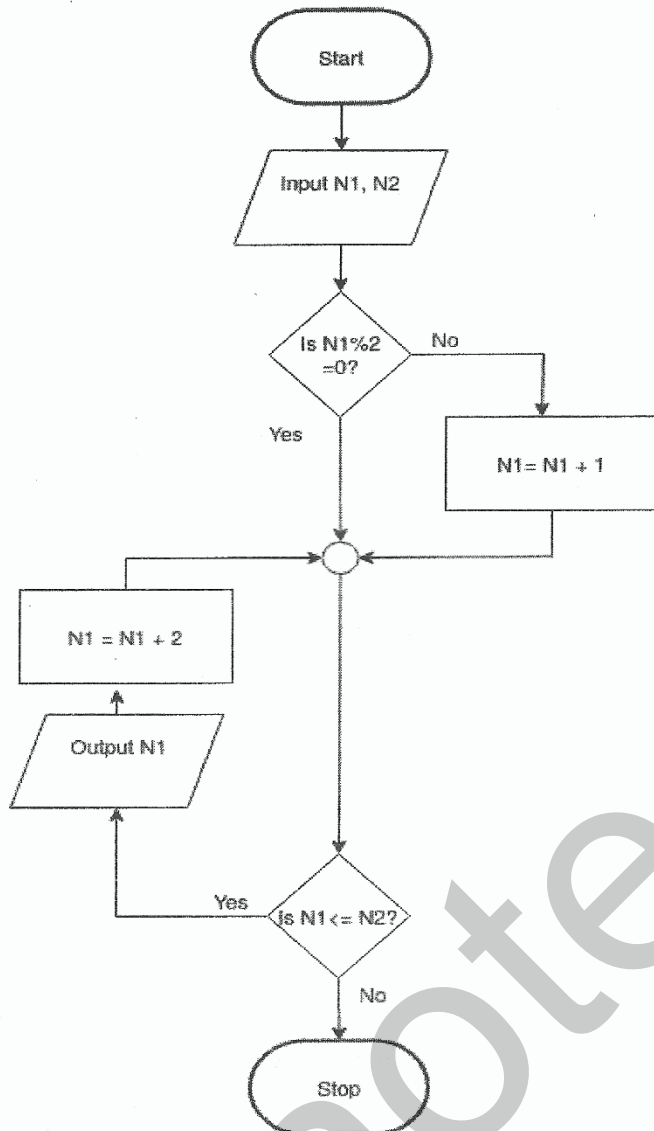 Start
Input N1, N2
Is N1%2
=0?
No
Yes
N1= N1 + 1
N1 = N1 + 2
Output N1
Yes
Is N1<= N2?
No
Stop